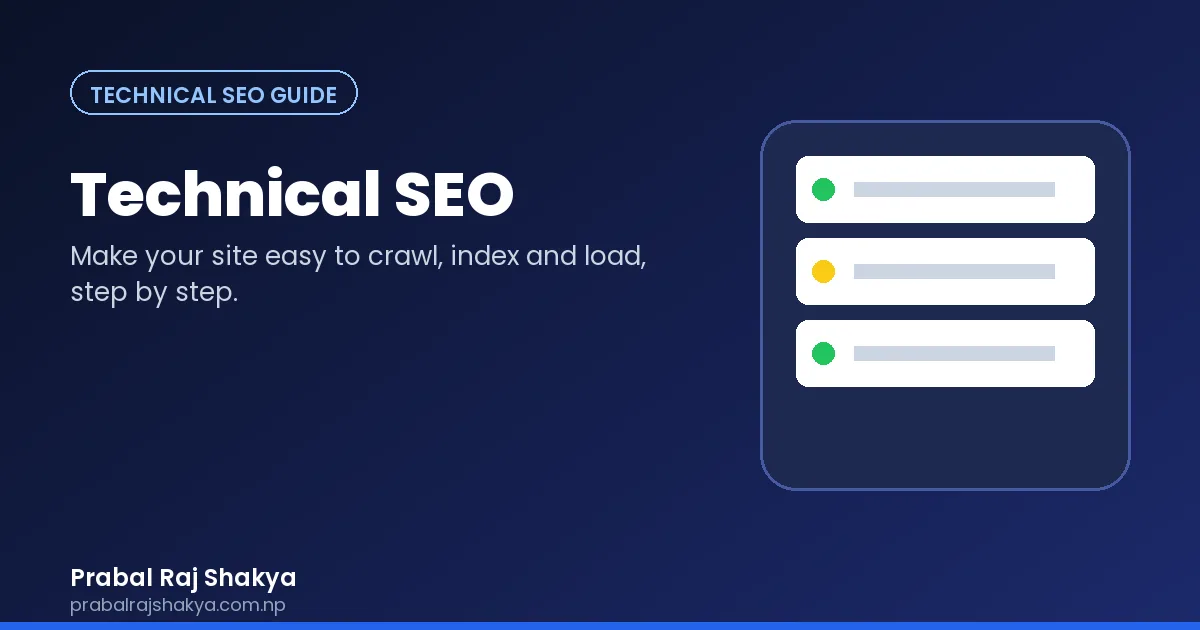 TECHNICAL SEO GUIDE
Technical SEO
Make your site easy to crawl, index and load,
step by step.
Prabal Raj Shakya
prabalrajshakya.com.np